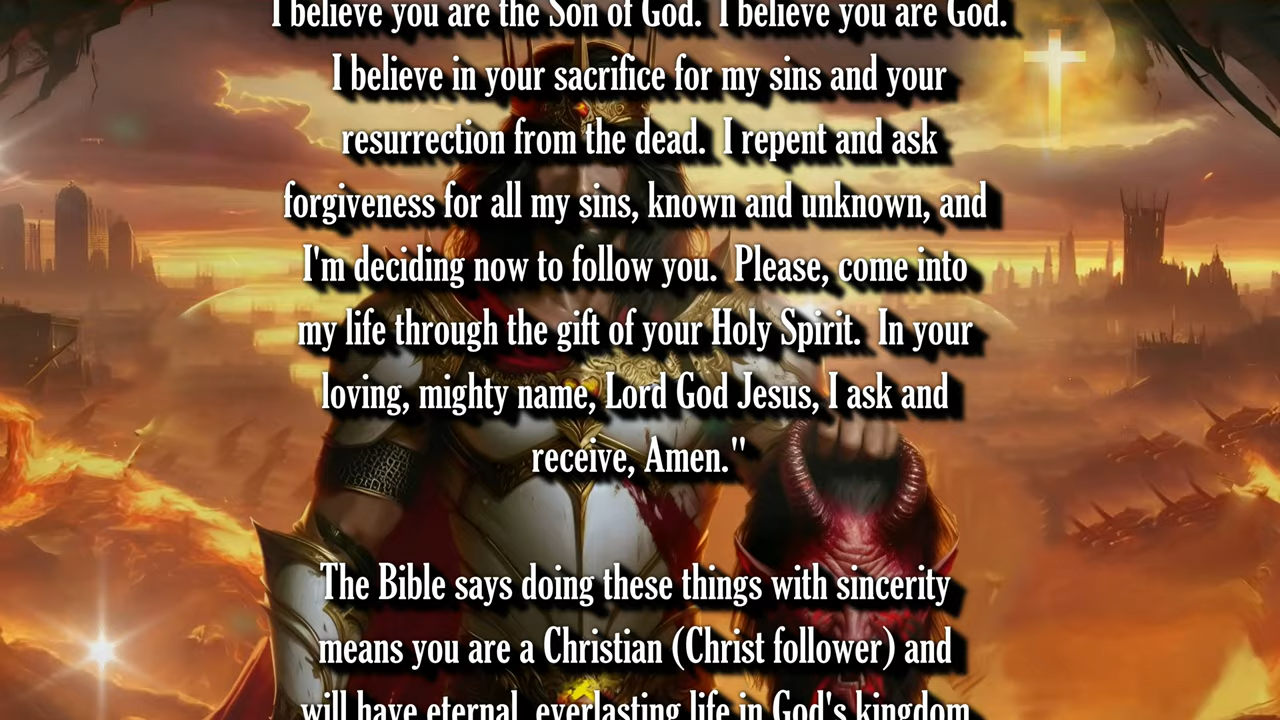 I believe you are the Son of God.  I believe you are God.
I believe in your sacrifice for my sins and your
resurrection from the dead.  I repent and ask
forgiveness for all my sins, known and unknown, and
I'm deciding now to follow you.  Please, come into
my life through the gift of your Holy Spirit.  In your
loving, mighty name, Lord God Jesus, I ask and
receive, Amen."
The Bible says doing these things with sincerity
means you are a Christian (Christ follower) and
will have eternal, everlasting life in God's kingdom